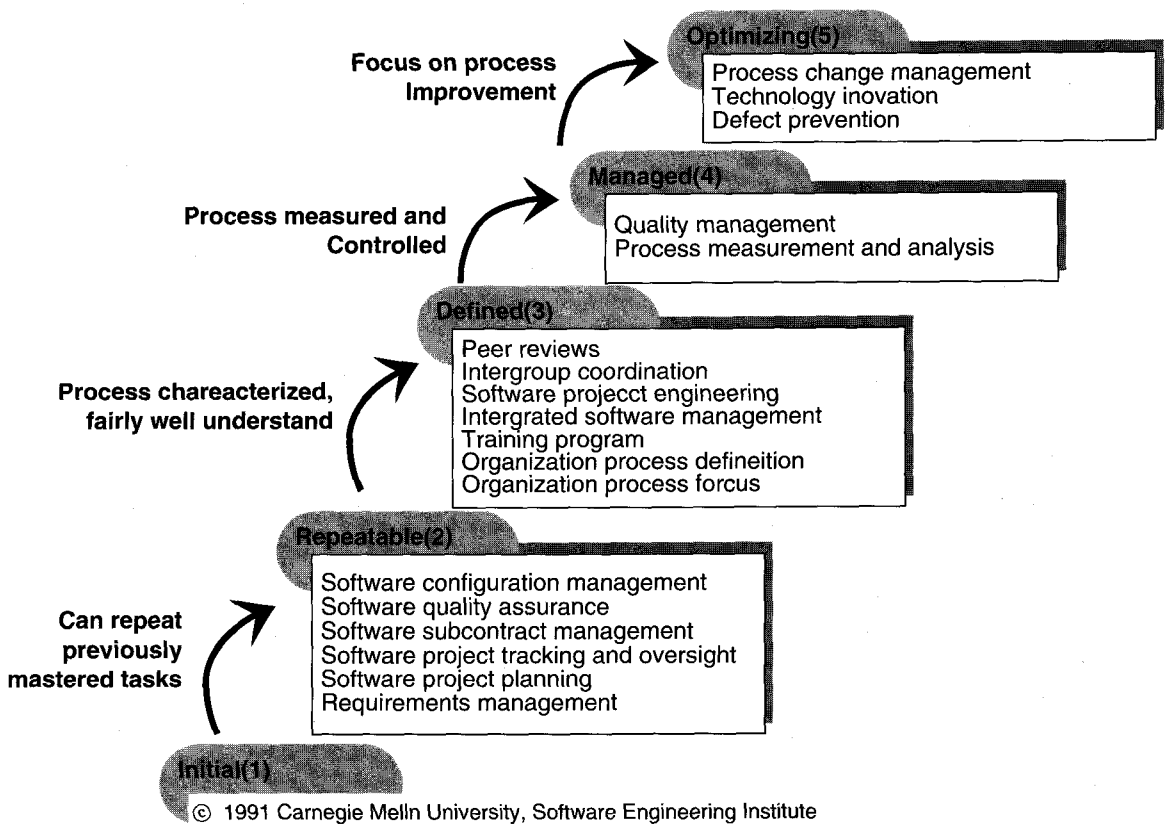 Optimizing(5)
Focus on process
Improvement
Process change management
Technology inovation
Defect prevention
Managed(4)
Process measured and
Controlled
Quality management
Process measurement and analysis
Defined(3)
Peer reviews
Intergroup coordination
Software projecct engineering
Intergrated software management
Training program
Organization process defineition
Organization process forcus
Process chareacterized,
fairly well understand
Repeatable(2)
Software configuration management
Software quality assurance
Software subcontract management
Software project tracking and oversight
Software project planning
Requirements management
Can repeat
previously
mastered tasks
Initial(1)
© 1991 Carnegie Melln University, Software Engineering Institute